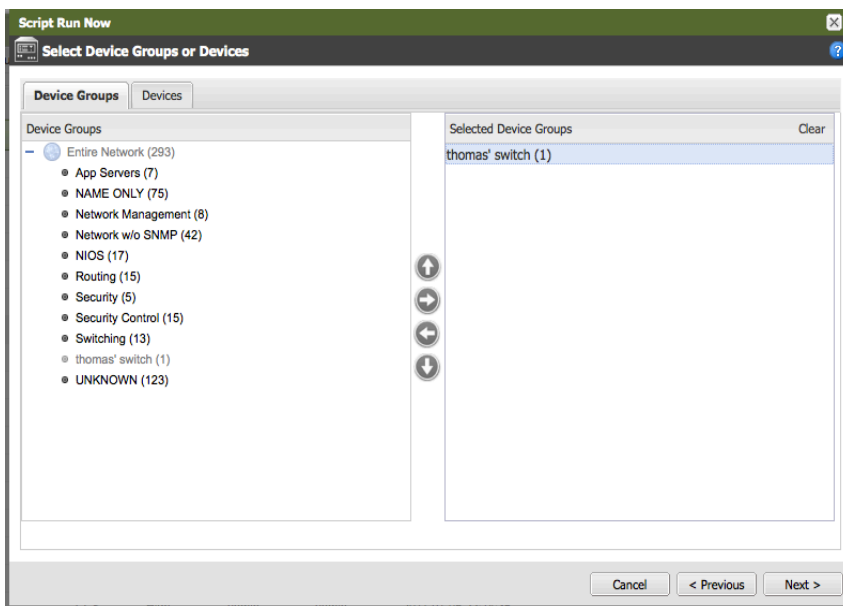 Script Run Now
Select Device Groups or Devices
?
Device Groups Devices
Device Groups
Selected Device Groups Clear
Entire Network (293)
thomas' switch (1)
App Servers (7)
NAME ONLY (75)
Network Management (8)
Network w/o SNMP (42)
NIOS (17)
Routing (15)
Security (5)
Security Control (15)
Switching (13)
thomas' switch (1)
UNKNOWN (123)
Cancel < Previous Next >